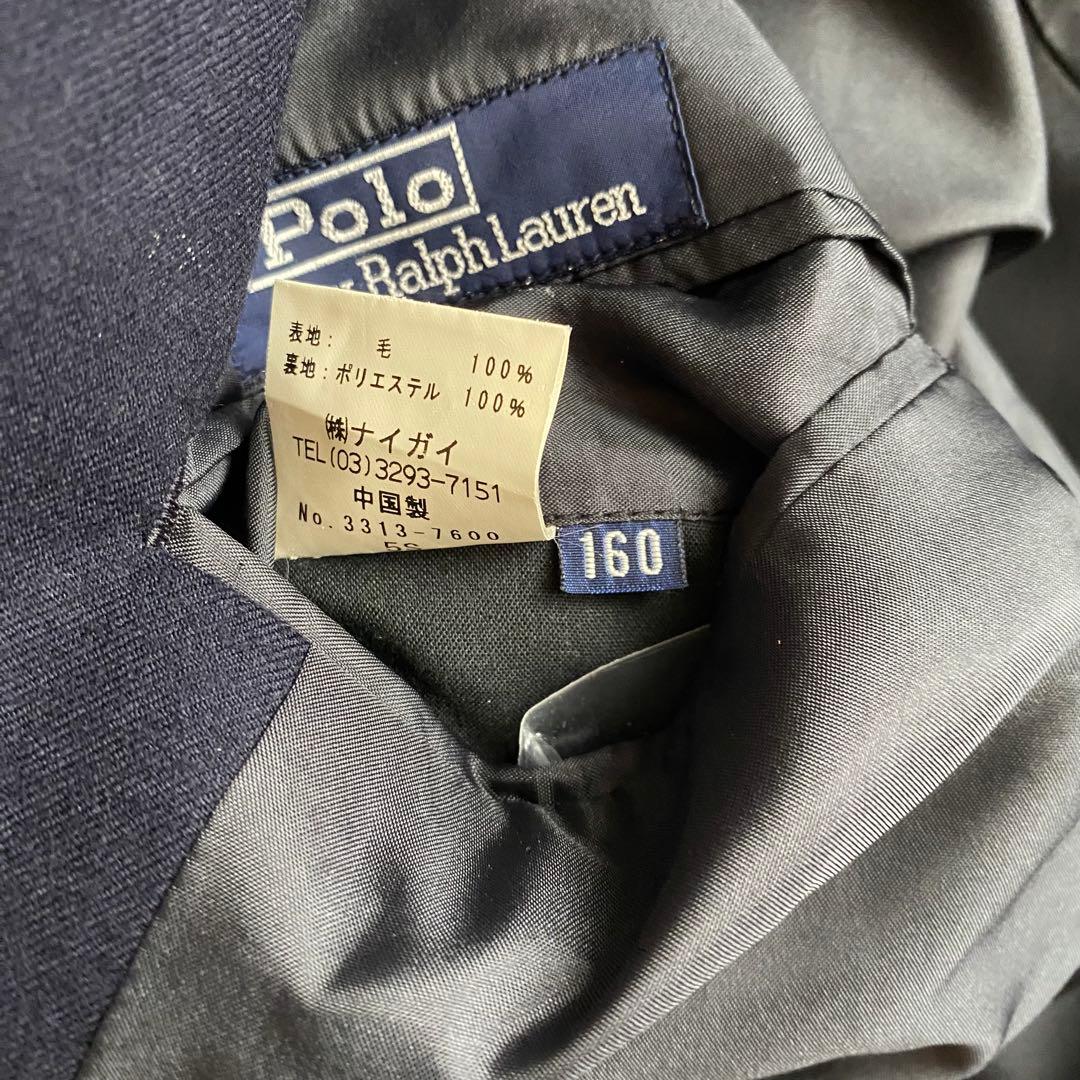 Polo
Ralph Lauren
表地： 毛 100%
裏地：ポリエステル 100%
㈱ナイガイ
TEL(03)3293-7151
中国製
No.3313-7600
160